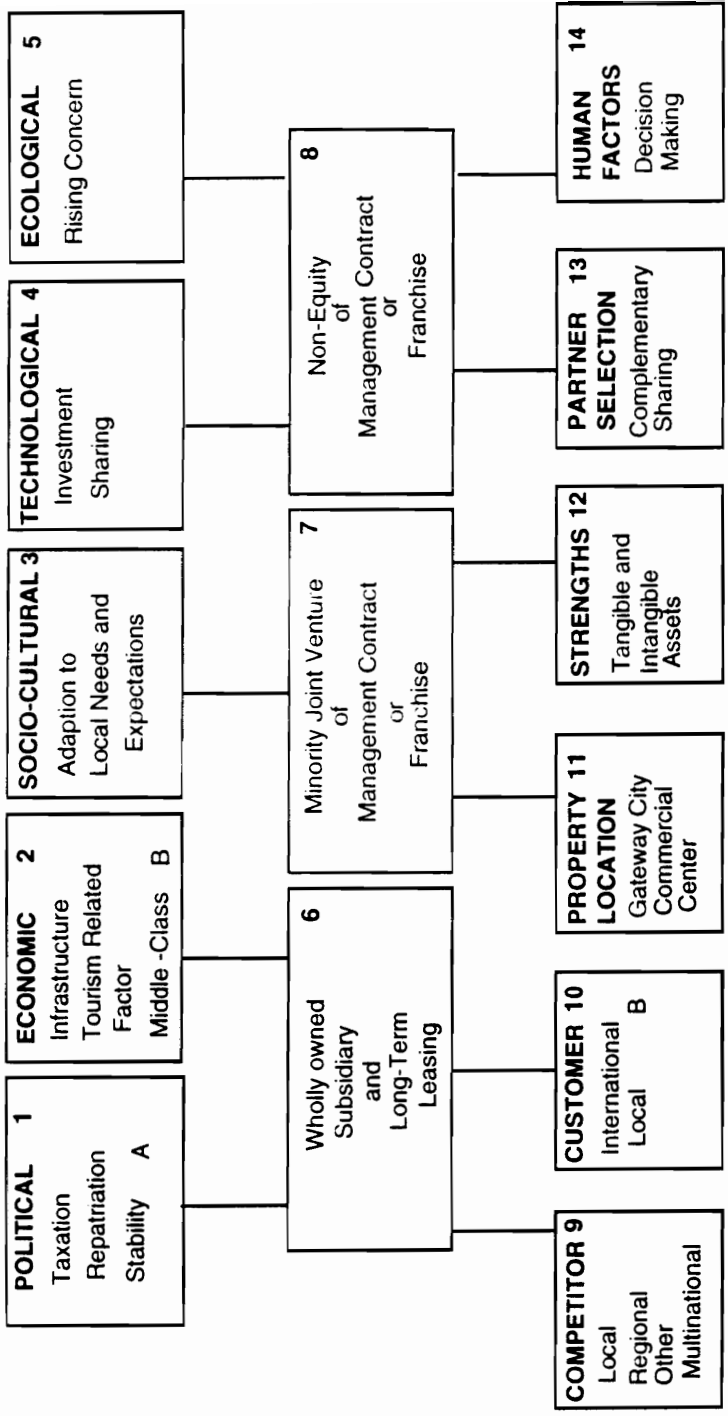 POLITICAL 1
Taxation
Repatriation
Stability A
ECONOMIC 2
Infrastructure
Tourism Related
Factor
Middle -Class B
SOCIO-CULTURAL 3
Adaption to
Local Needs and
Expectations
TECHNOLOGICAL 4
Investment
Sharing
ECOLOGICAL 5
Rising Concern
6
Wholly owned
Subsidiary
and
Long-Term
Leasing
7
Minority Joint Venture
of
Management Contract
or
Franchise
8
Non-Equity
of
Management Contract
or
Franchise
COMPETITOR 9
Local
Regional
Other
Multinational
CUSTOMER 10
International
Local B
PROPERTY 11
LOCATION
Gateway City
Commercial
Center
STRENGTHS 12
Tangible and
Intangible
Assets
PARTNER 13
SELECTION
Complementary
Sharing
HUMAN 14
FACTORS
Decision
Making